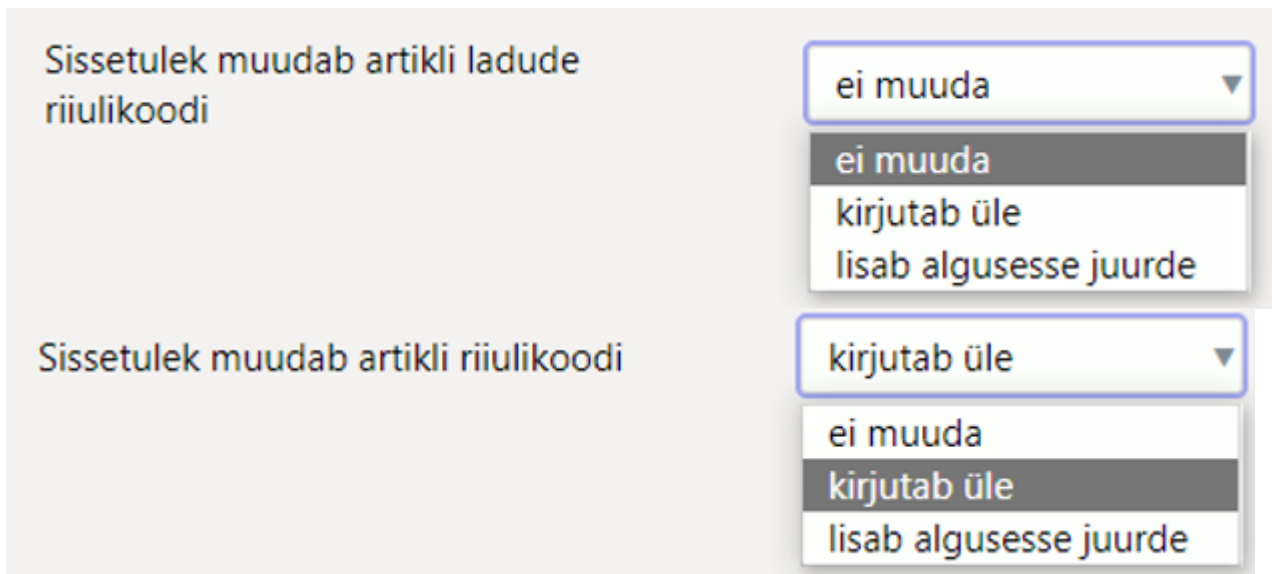 Sissetulek muudab artikli ladude
riiulikoodi
ei muuda
ei muuda
kirjutab üle
lisab algusesse juurde
Sissetulek muudab artikli riiulikoodi
kirjutab üle
ei muuda
kirjutab üle
lisab algusesse juurde